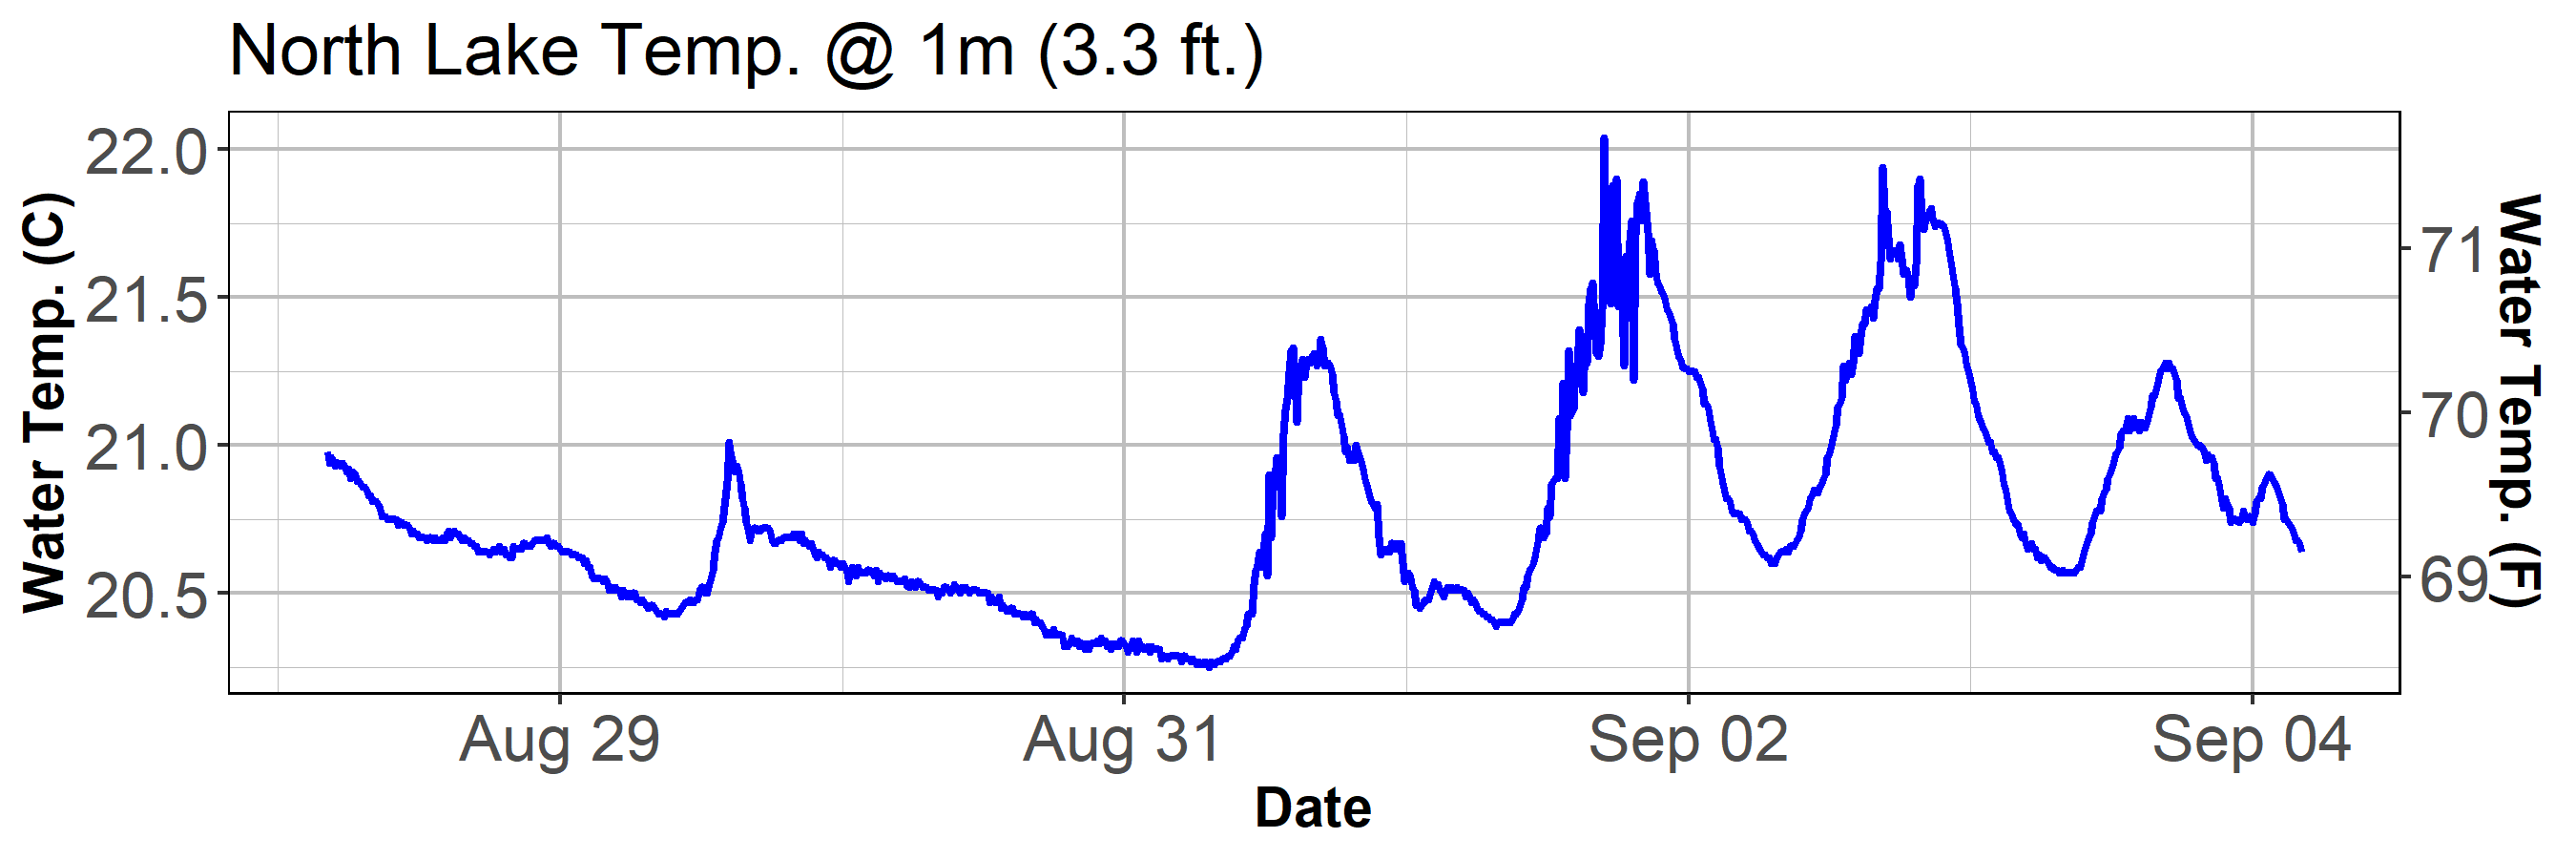 North Lake Temp. @ 1m (3.3 ft.)
Water Temp. (C)
22.0
21.5
21.0
20.5
71
70
69
Water Temp. (F)
Aug 29
Aug 31
Sep 02
Sep 04
Date